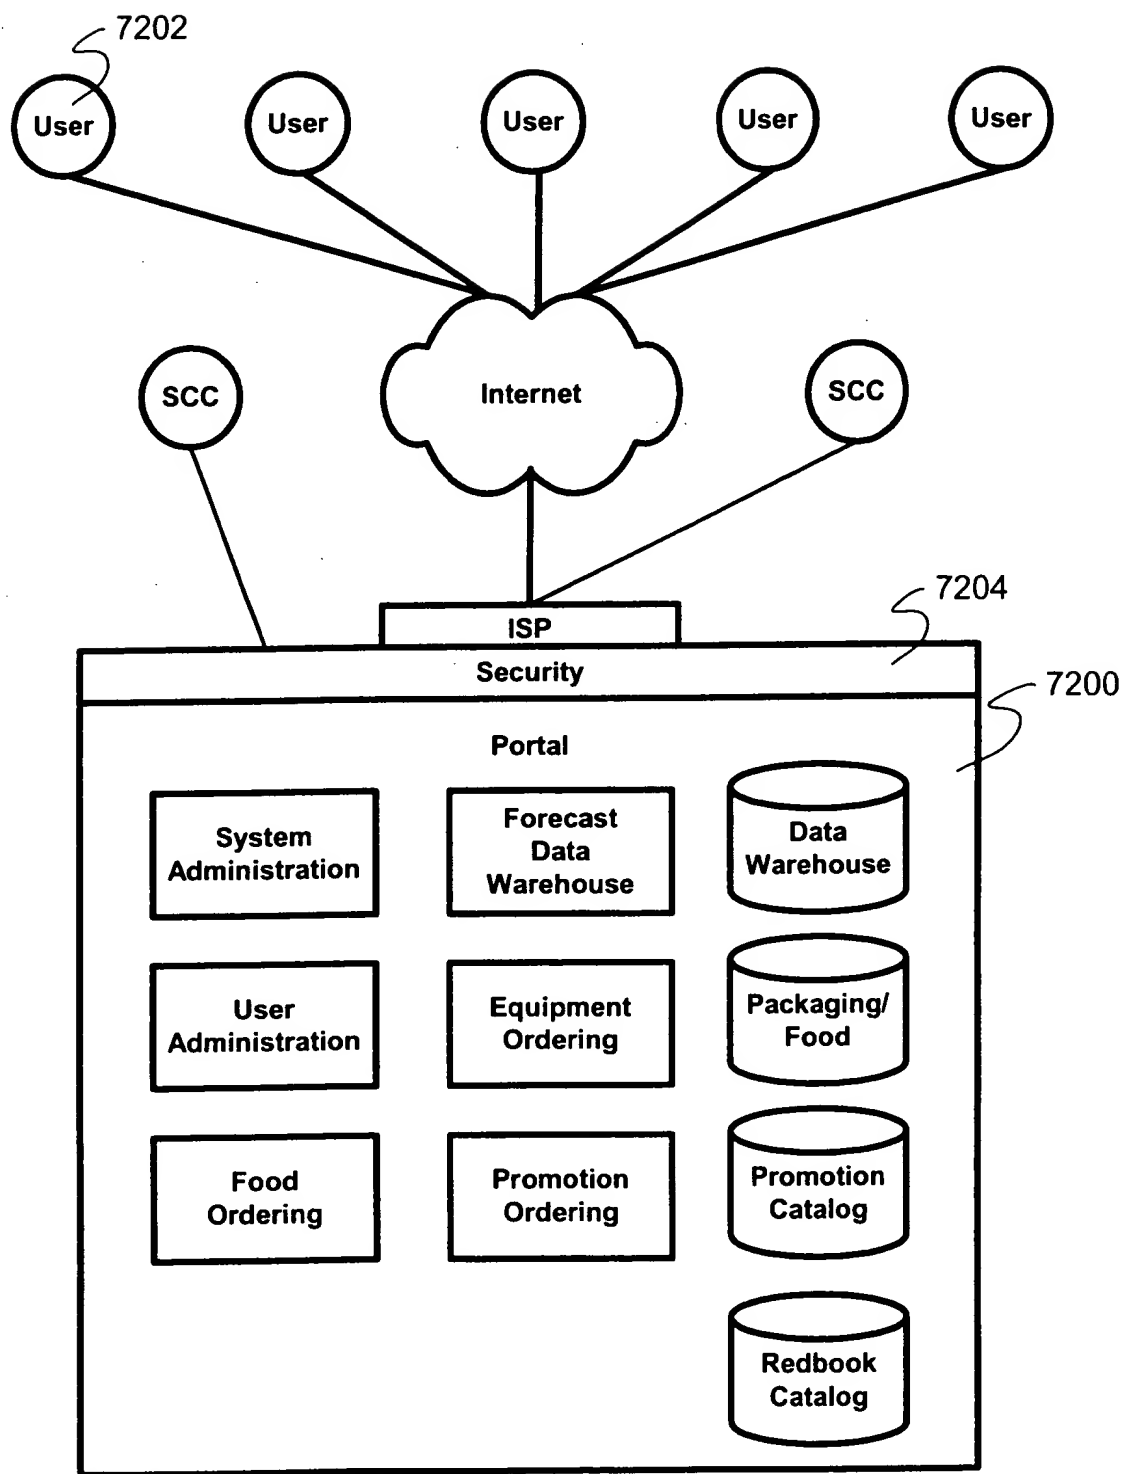 7202
User
User
User
User
User
SCC
Internet
SCC
7204
ISP
Security
7200
Portal
System
Administration
Forecast
Data
Warehouse
Data
Warehouse
User
Administration
Equipment
Ordering
Packaging/
Food
Food
Ordering
Promotion
Ordering
Promotion
Catalog
Redbook
Catalog